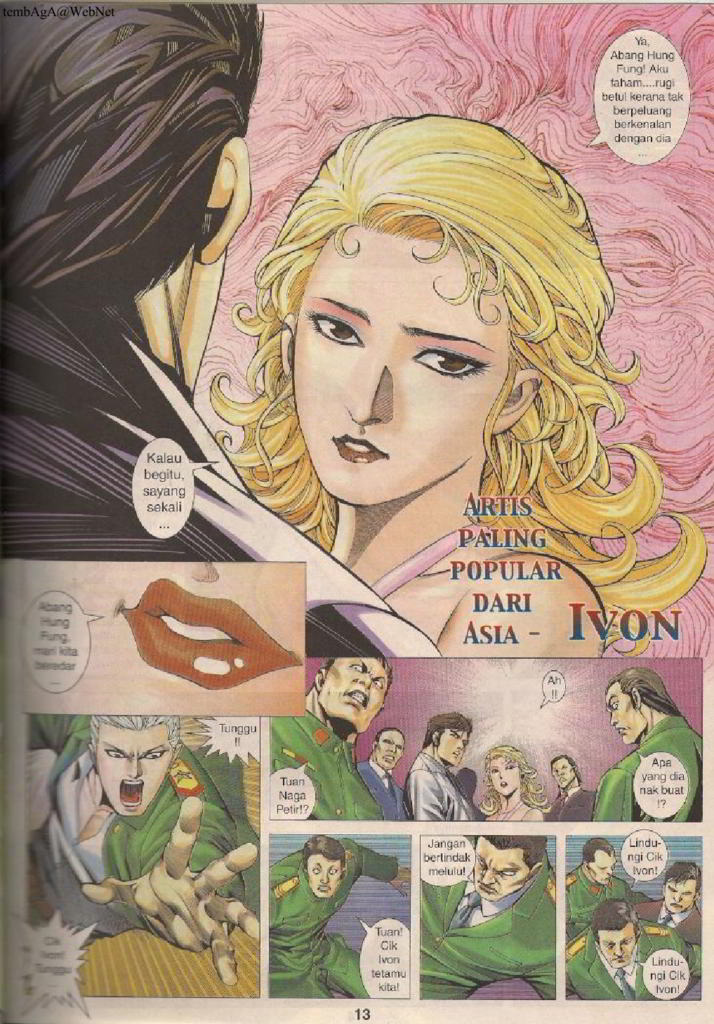 tembAgA@WebNet
Ya,
Abang Hung
Fung! Aku
faham....rugi
betul kerana tak
berpeluang
berkenalan
dengan dia
...
Kalau
begitu,
sayang
sekali
...
ARTIS
PALING
POPULAR
DARI
ASIA - IVON
Abang
Hung
Fung,
mari kita
beredar
...
Tunggu
!!
Cik
Ivon!
Tunggu
Tuan
Naga
Petir!?
Ah
!!
Apa
yang dia
nak buat
!?
Tuan!
Cik
Ivon
tetamu
kita!
Jangan
bertindak
melulu!
Lindu-
ngi Cik
Ivon!
Lindu-
ngi Cik
Ivon!
13